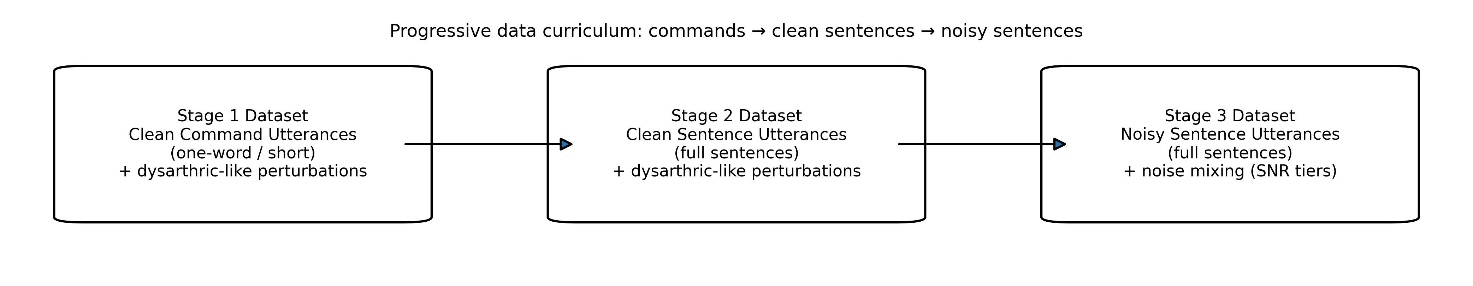 Progressive data curriculum: commands → clean sentences → noisy sentences
Stage 1 Dataset
Clean Command Utterances
(one-word / short)
+ dysarthric-like perturbations
Stage 2 Dataset
Clean Sentence Utterances
(full sentences)
+ dysarthric-like perturbations
Stage 3 Dataset
Noisy Sentence Utterances
(full sentences)
+ noise mixing (SNR tiers)